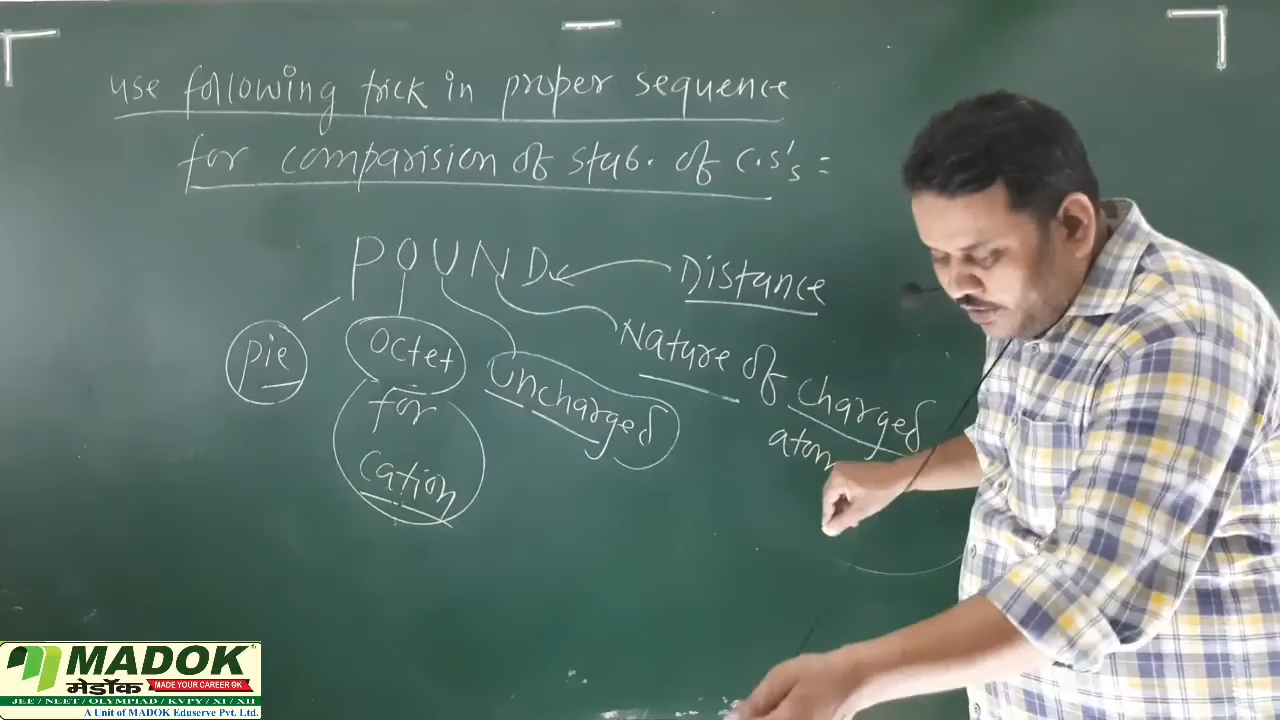 use following trick in proper sequence
for comparision of stab. of c.s's =
POUND
Distance
pie
Octet
for
cation
Uncharged
Nature of charged
atom
MADOK
मेडॉक MADE YOUR CAREER OK
JEE / NEET / OLYMPIAD / KVPY / XI / XII
A Unit of MADOK Eduserve Pvt. Ltd.